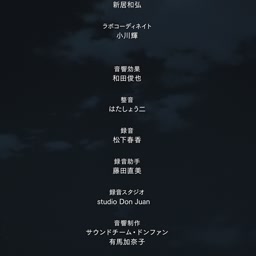 新居和弘
ラボコーディネイト
小川輝
音響効果
和田俊也
整音
はたしょう二
録音
松下春香
録音助手
藤田直美
録音スタジオ
studio Don Juan
音響制作
サウンドチーム・ドンファン
有馬加奈子